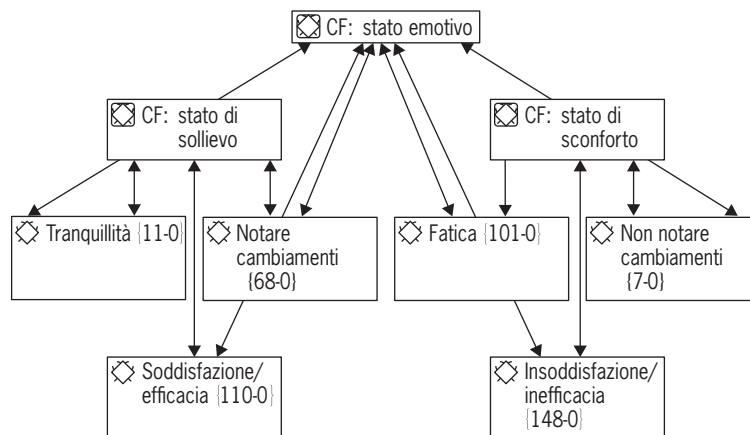 CF: stato emotivo
CF: stato di
sollievo
CF: stato di
sconforto
Tranquillità {11-0}
Notare
cambiamenti
{68-0}
Fatica {101-0}
Non notare
cambiamenti
{7-0}
Soddisfazione/
efficacia {110-0}
Insoddisfazione/
inefficacia
{148-0}